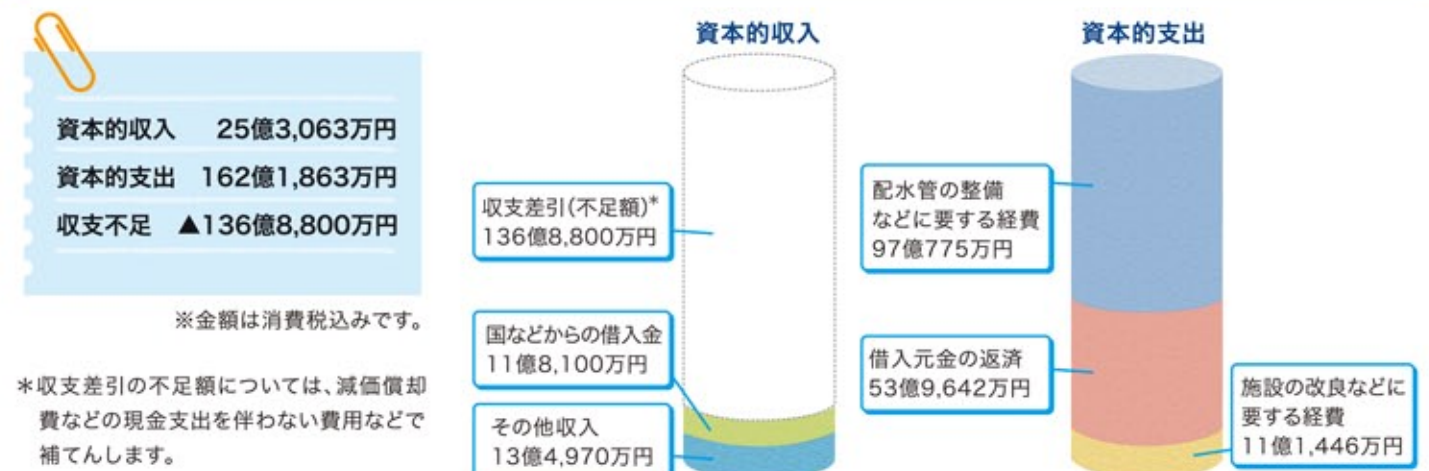 資本的収入 25億3,063万円
資本的支出 162億1,863万円
収支不足 ▲136億8,800万円
※金額は消費税込みです。
*収支差引の不足額については、減価償却
費などの現金支出を伴わない費用などで
補てんします。
資本的収入
収支差引(不足額)*
136億8,800万円
国などからの借入金
11億8,100万円
その他収入
13億4,970万円
資本的支出
配水管の整備
などに要する経費
97億775万円
借入元金の返済
53億9,642万円
施設の改良などに
要する経費
11億1,446万円